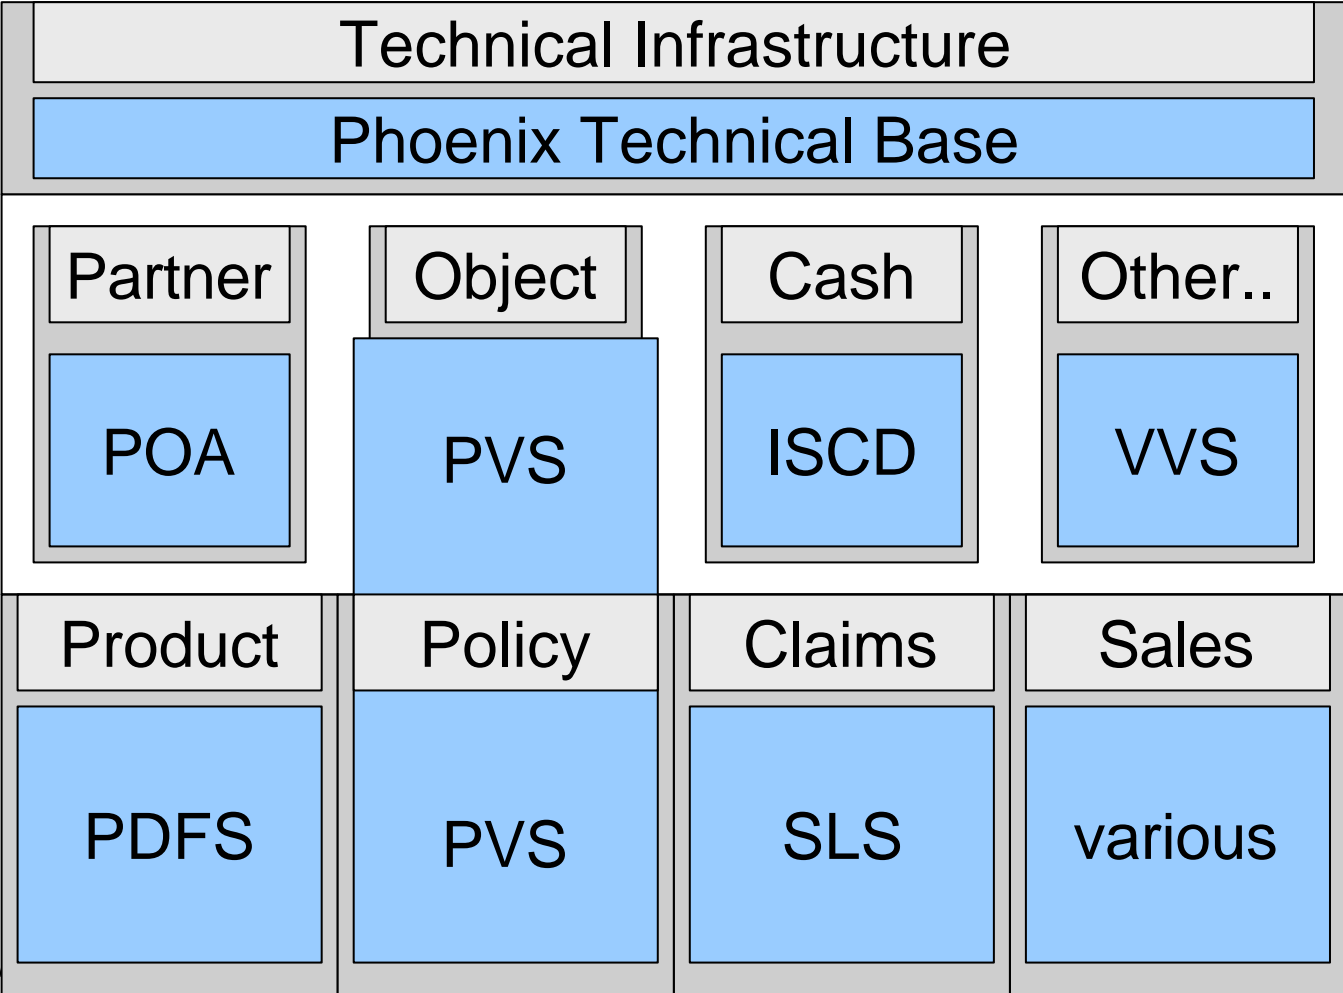 Technical Infrastructure
Phoenix Technical Base
Partner
Object
Cash
Other..
POA
PVS
ISCD
VVS
Product
Policy
Claims
Sales
PDFS
PVS
SLS
various